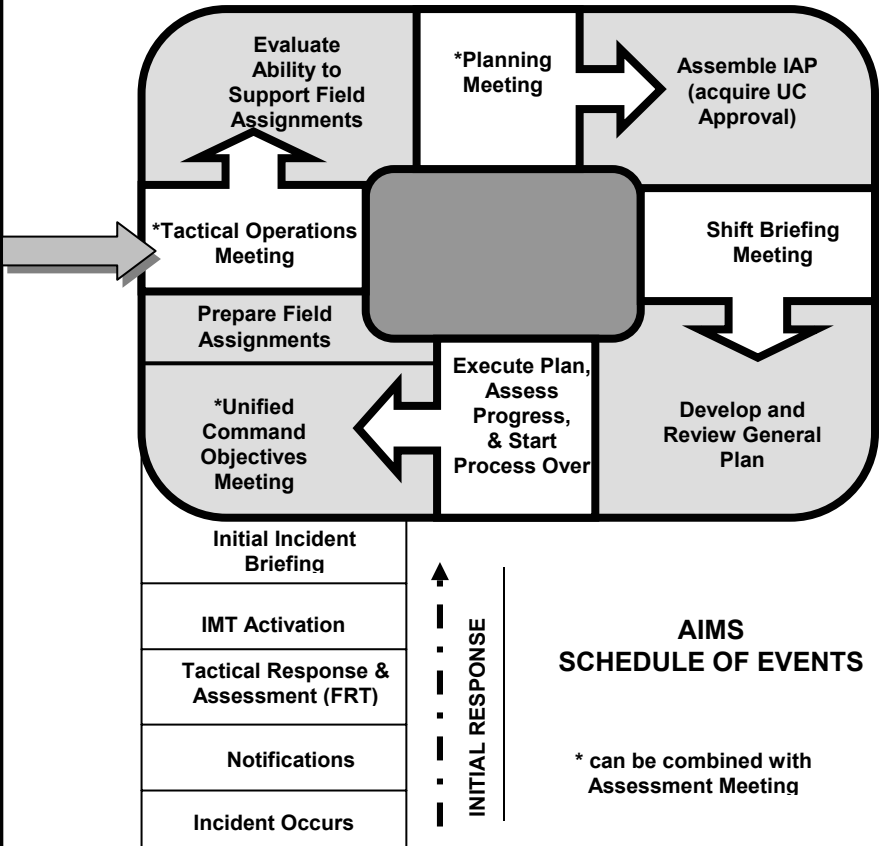 Evaluate
Ability to
Support Field
Assignments
*Planning
Meeting
Assemble IAP
(acquire UC
Approval)
*Tactical Operations
Meeting
Shift Briefing
Meeting
Prepare Field
Assignments
*Unified
Command
Objectives
Meeting
Execute Plan,
Assess
Progress,
& Start
Process Over
Develop and
Review General
Plan
Initial Incident
Briefing
IMT Activation
Tactical Response &
Assessment (FRT)
Notifications
Incident Occurs
INITIAL RESPONSE
AIMS
SCHEDULE OF EVENTS
* can be combined with
Assessment Meeting